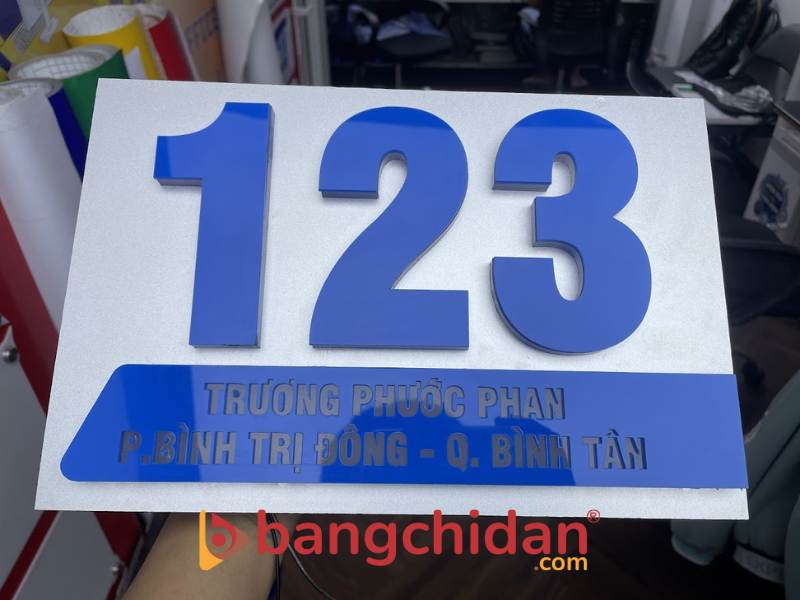 123
TRƯƠNG PHƯỚC PHAN
P.BÌNH TRỊ ĐÔNG - Q. BÌNH TÂN
bangchidan®
.com